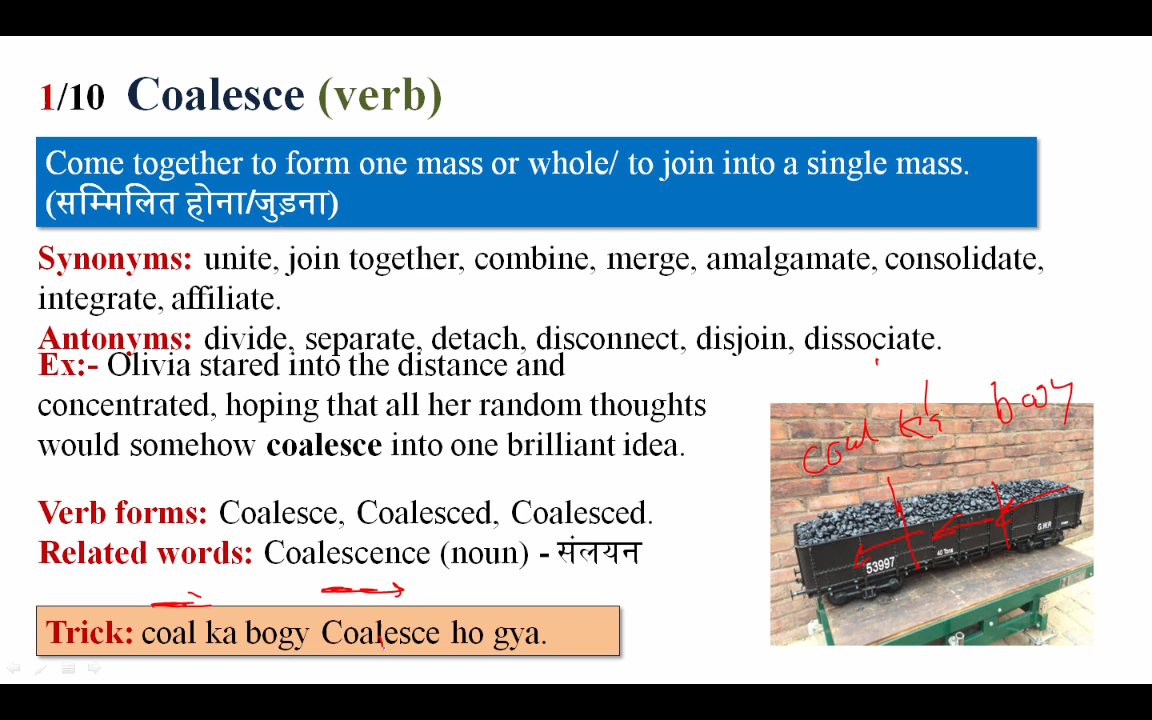 1/10 Coalesce (verb)
Come together to form one mass or whole/ to join into a single mass.
(सम्मिलित होना/जुड़ना)
Synonyms: unite, join together, combine, merge, amalgamate, consolidate,
integrate, affiliate.
Antonyms: divide, separate, detach, disconnect, disjoin, dissociate.
Ex:- Olivia stared into the distance and
concentrated, hoping that all her random thoughts
would somehow coalesce into one brilliant idea.
Verb forms: Coalesce, Coalesced, Coalesced.
Related words: Coalescence (noun) - संलयन
Trick: coal ka bogy Coalesce ho gya.
coal
G.W.R
40 Tons
53997